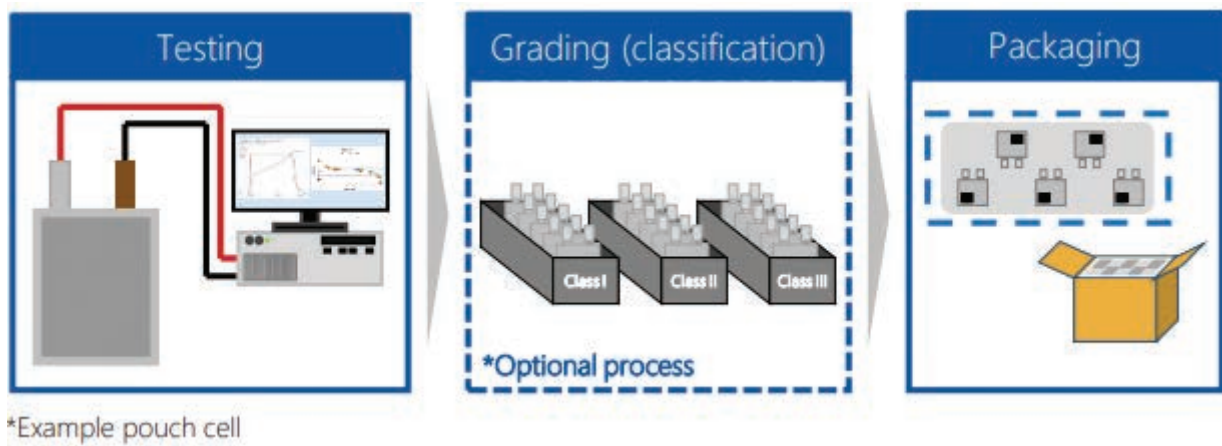 Testing
Grading (classification)
Packaging
Class I
Class II
Class III
*Optional process
*Example pouch cell